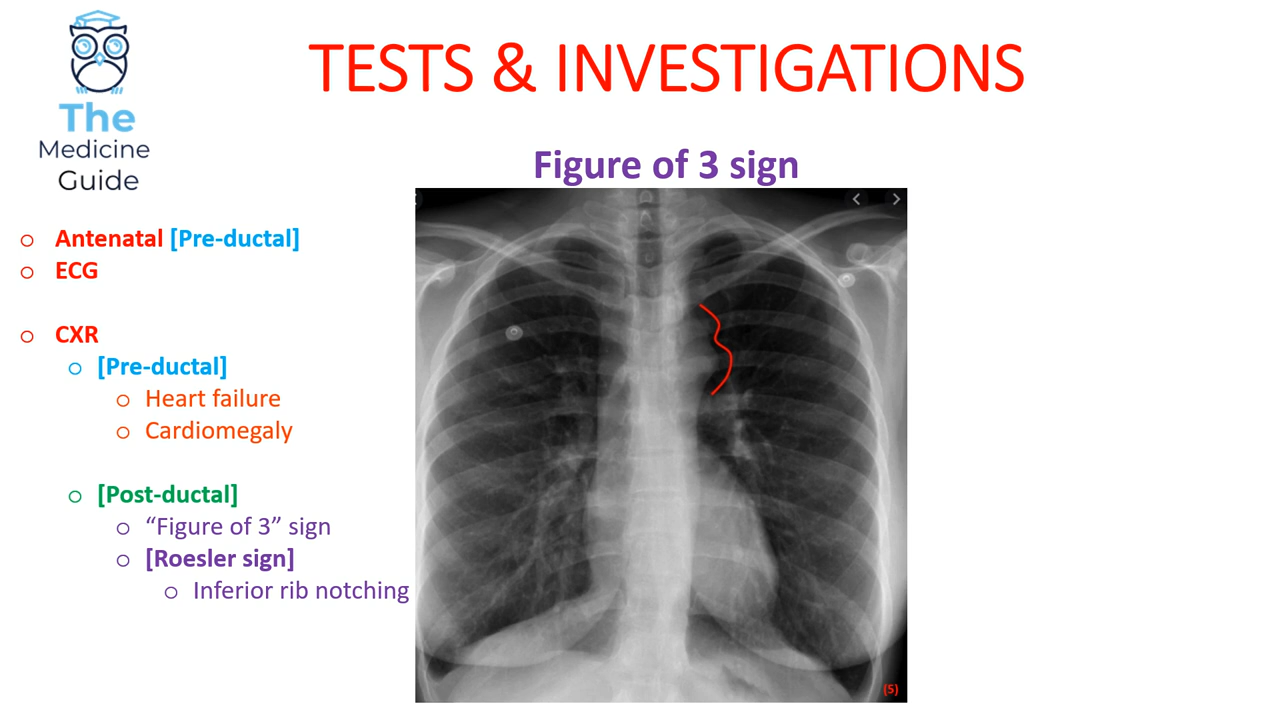 The
Medicine
Guide
TESTS & INVESTIGATIONS
Figure of 3 sign
Antenatal [Pre-ductal]
ECG
CXR
[Pre-ductal]
Heart failure
Cardiomegaly
[Post-ductal]
“Figure of 3” sign
[Roesler sign]
Inferior rib notching
(5)